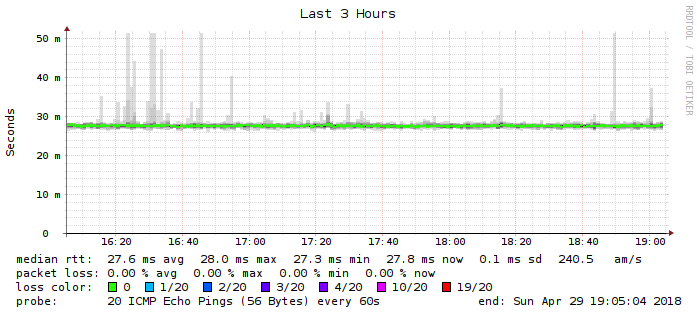 Last 3 Hours
RRDTOOL / TOBI OETIKER
Seconds
50 m
40 m
30 m
20 m
10 m
0
16:20 16:40 17:00 17:20 17:40 18:00 18:20 18:40 19:00
median rtt: 27.6 ms avg 28.0 ms max 27.3 ms min 27.8 ms now 0.1 ms sd 240.5 am/s
packet loss: 0.00 % avg 0.00 % max 0.00 % min 0.00 % now
loss color: 0 1/20 2/20 3/20 4/20 10/20 19/20
probe: 20 ICMP Echo Pings (56 Bytes) every 60s end: Sun Apr 29 19:05:04 2018